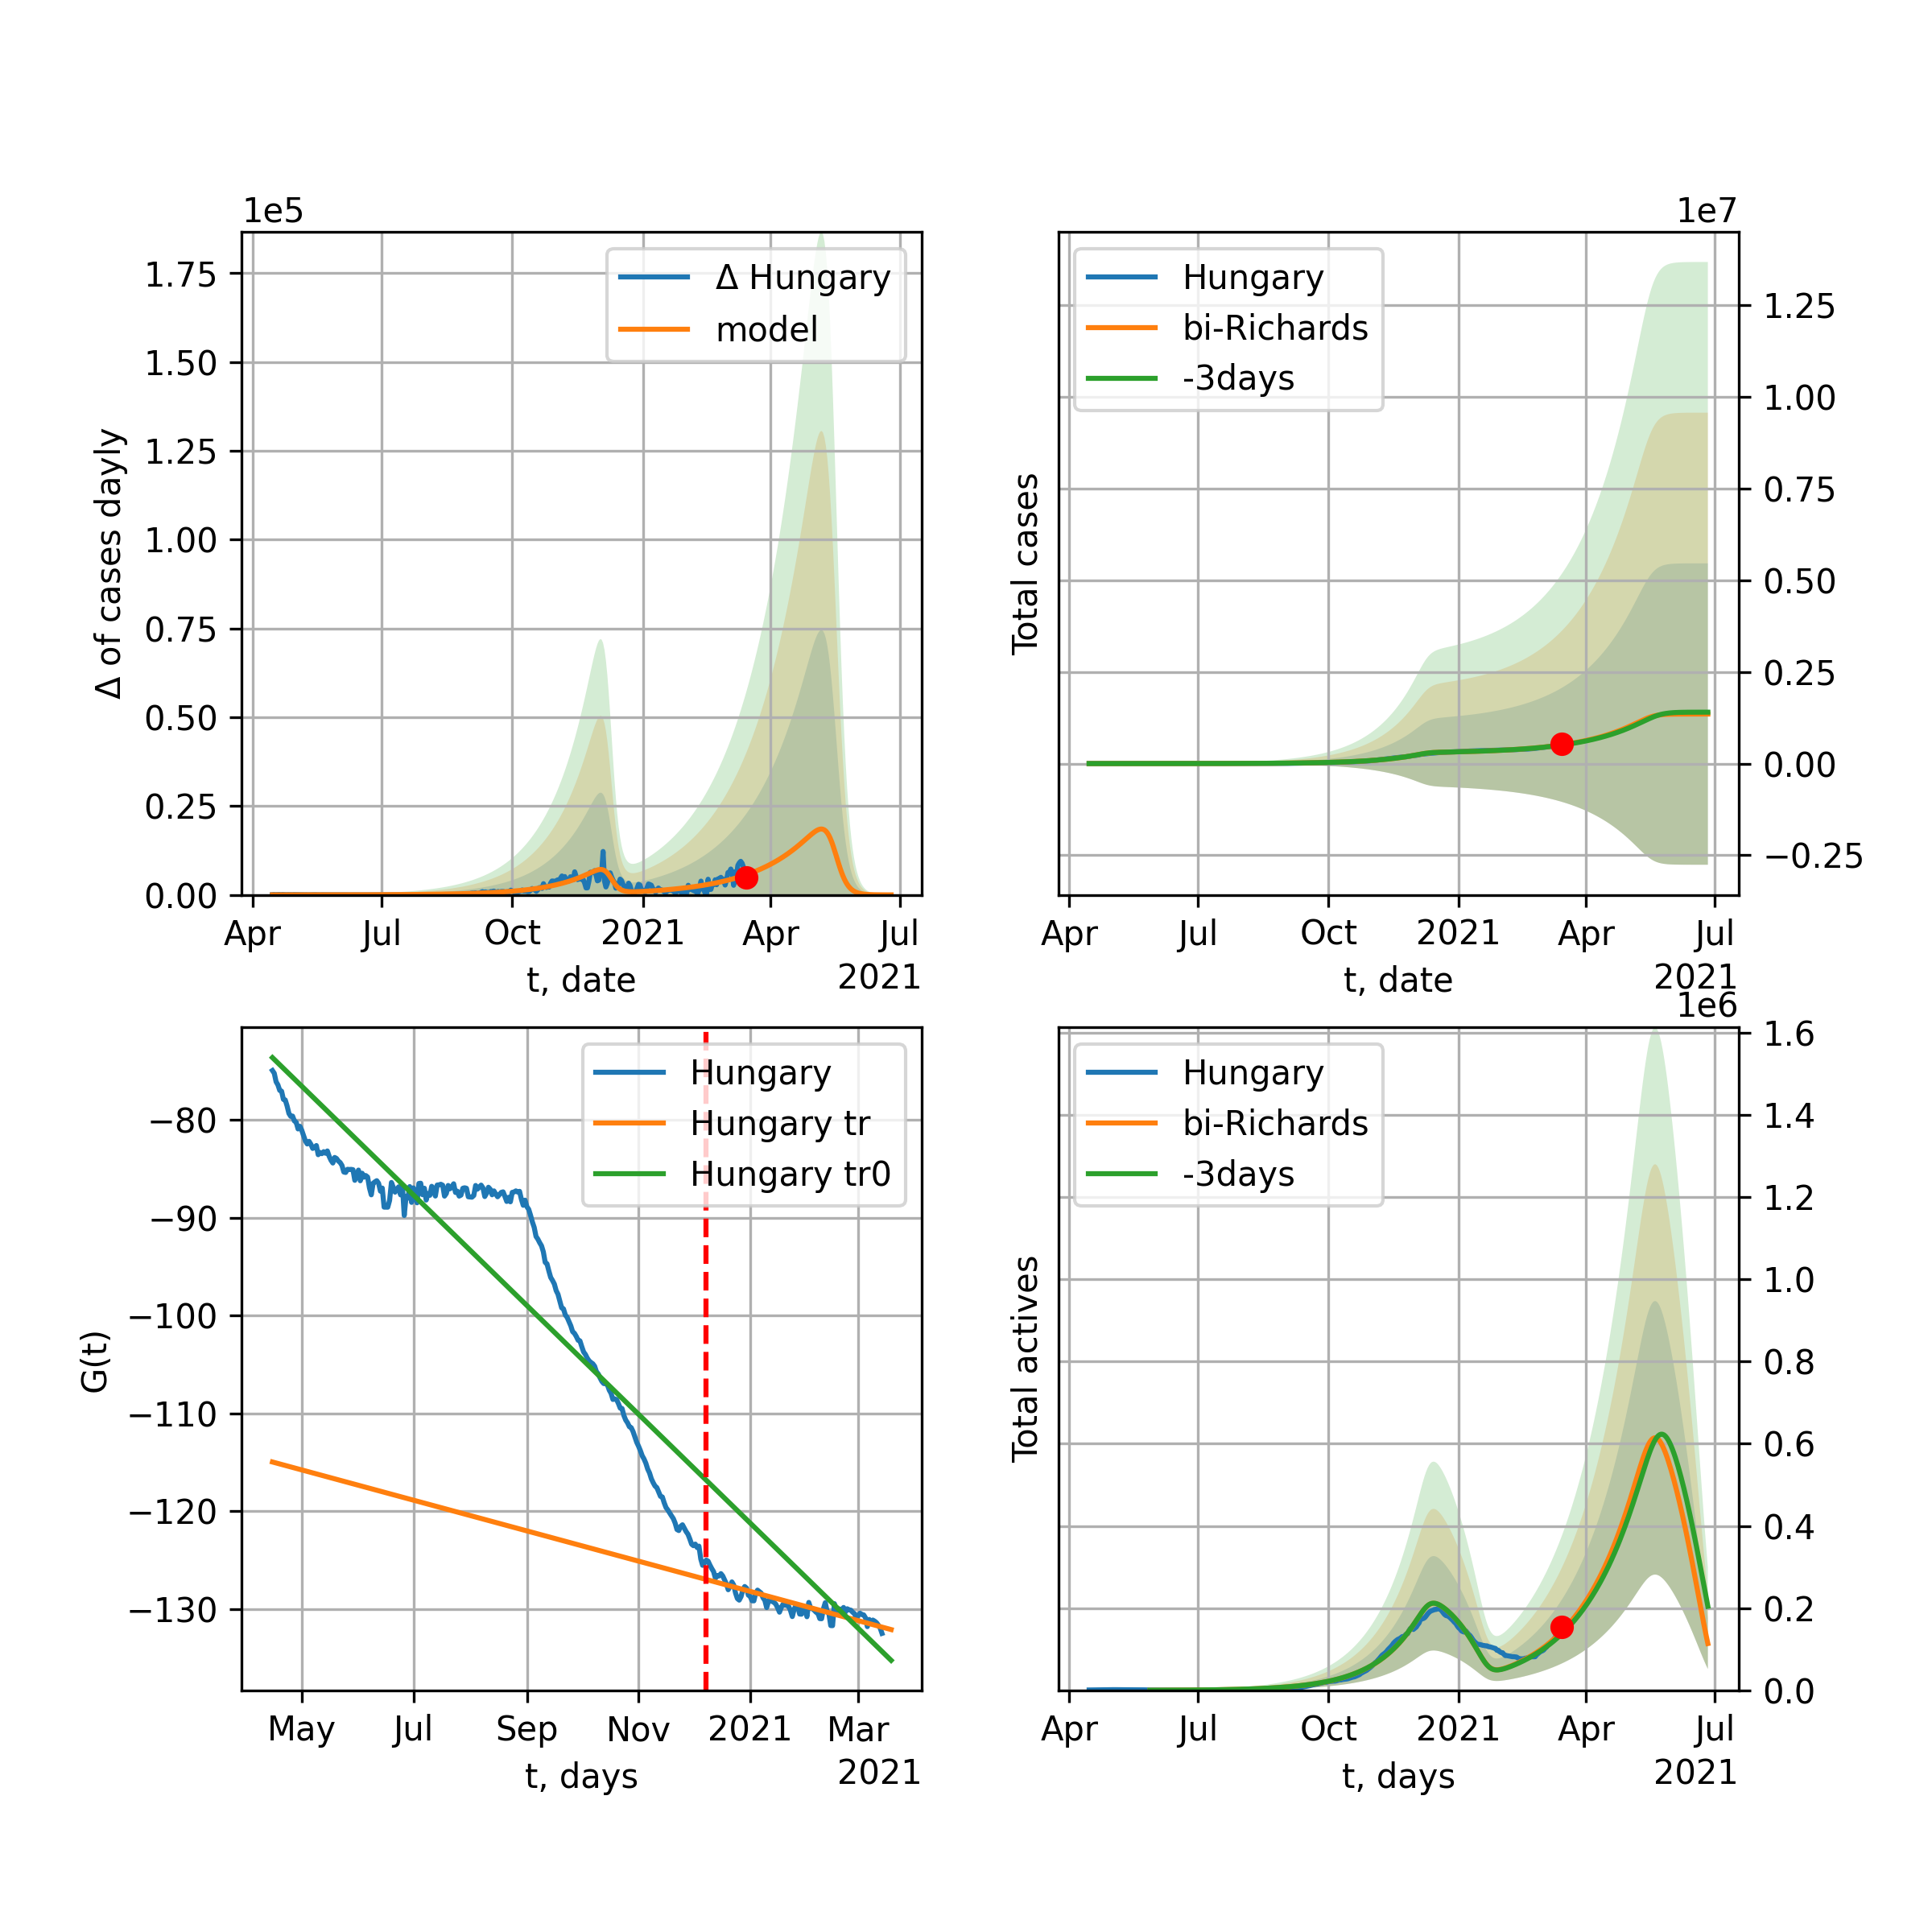 1e5
Δ of cases dayly
1.75
1.50
1.25
1.00
0.75
0.50
0.25
0.00
Δ Hungary
model
Apr Jul Oct 2021 Apr Jul
t, date
2021
1e7
Total cases
Hungary
bi-Richards
-3days
1.25
1.00
0.75
0.50
0.25
0.00
−0.25
Apr Jul Oct 2021 Apr Jul
t, date
2021
G(t)
−80
−90
−100
−110
−120
−130
Hungary
Hungary tr
Hungary tr0
May Jul Sep Nov 2021 Mar
t, days
2021
1e6
Total actives
Hungary
bi-Richards
-3days
1.6
1.4
1.2
1.0
0.8
0.6
0.4
0.2
0.0
Apr Jul Oct 2021 Apr Jul
t, days
2021